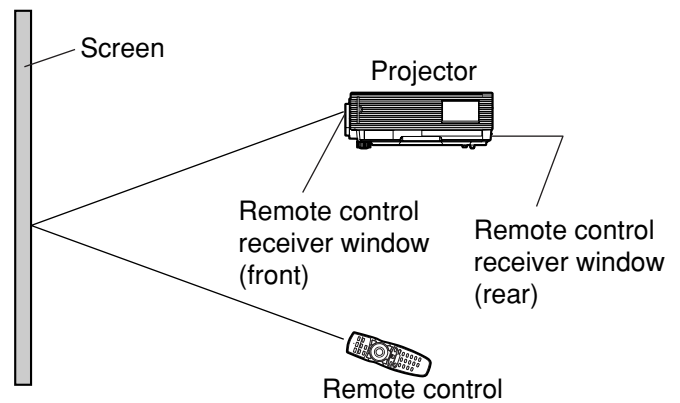 Screen
Projector
Remote control
receiver window
(front)
Remote control
receiver window
(rear)
Remote control